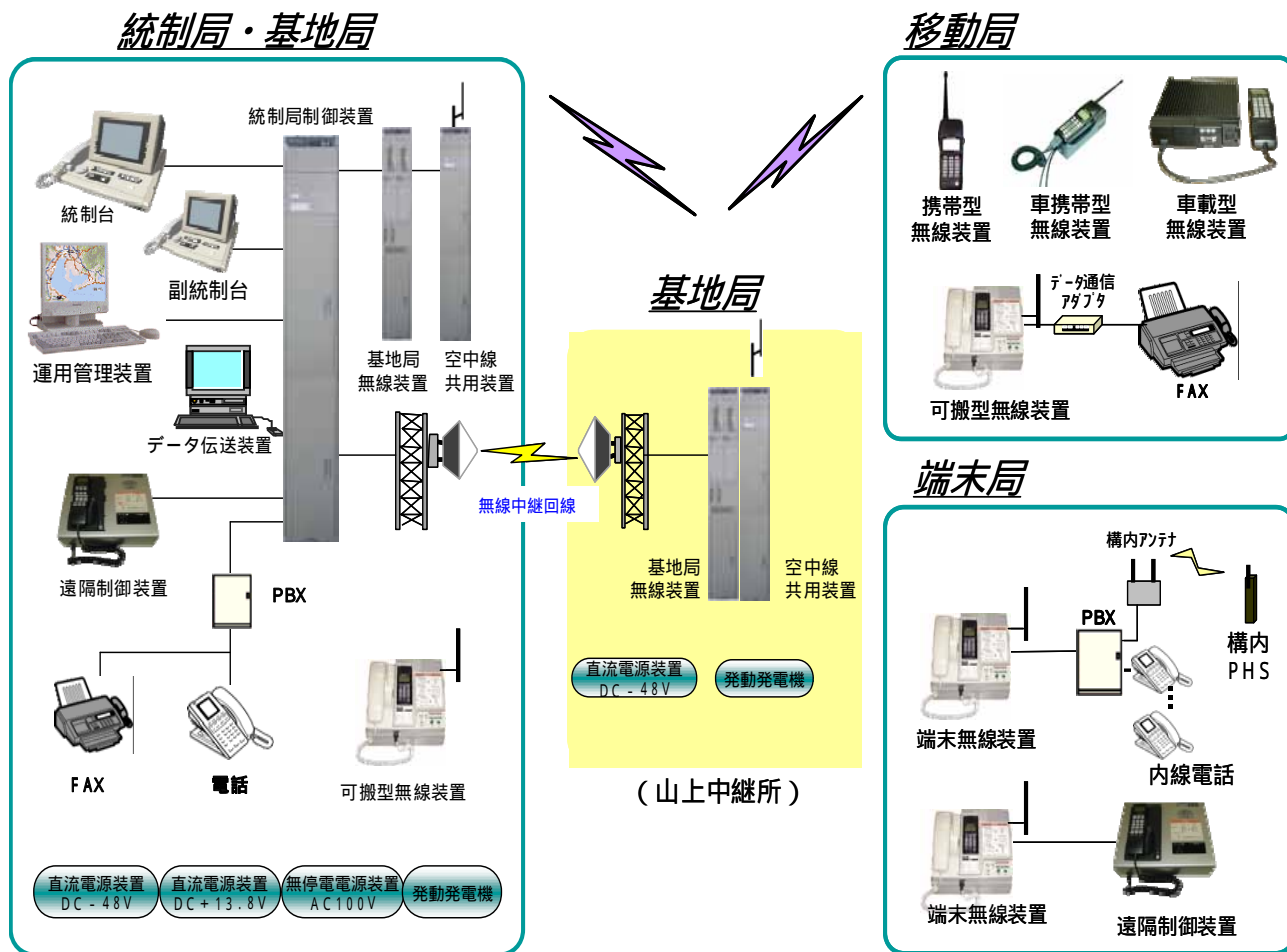 統制局・基地局
統制局制御装置
統制台
副統制台
運用管理装置
データ伝送装置
基地局
無線装置
空中線
共用装置
無線中継回線
遠隔制御装置
PBX
FAX
電話
可搬型無線装置
直流電源装置
DC-48V
直流電源装置
DC+13.8V
無停電電源装置
AC100V
発動発電機
基地局
基地局
無線装置
空中線
共用装置
直流電源装置
DC-48V
発動発電機
(山上中継所)
移動局
携帯型
無線装置
車携帯型
無線装置
車載型
無線装置
データ通信
アダプタ
可搬型無線装置
FAX
端末局
構内アンテナ
PBX
構内
PHS
端末無線装置
内線電話
端末無線装置
遠隔制御装置